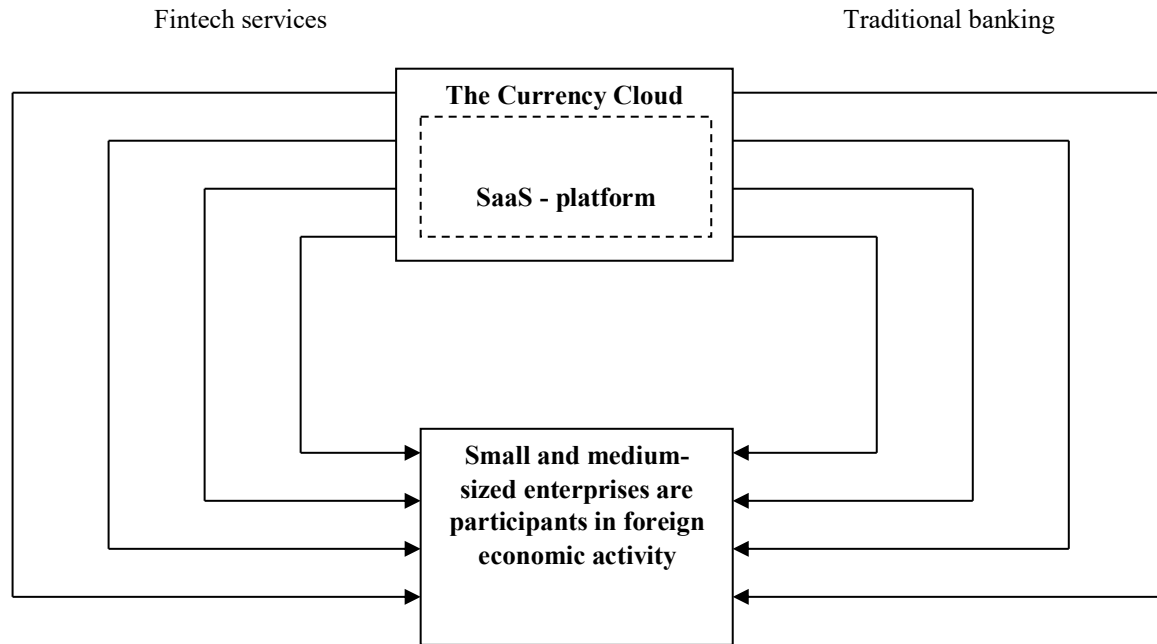 Fintech services
Traditional banking
The Currency Cloud
SaaS - platform
Small and medium-
sized enterprises are
participants in foreign
economic activity